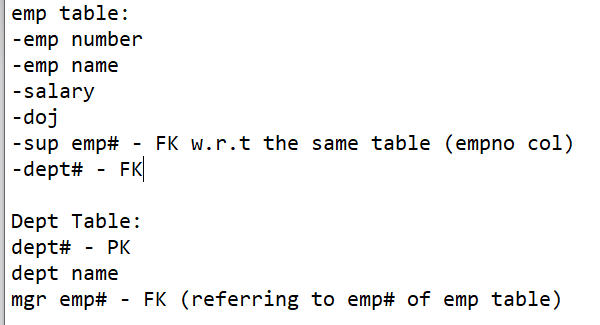 emp table:
-emp number
-emp name
-salary
-doj
-sup emp# - FK w.r.t the same table (empno col)
-dept# - FK
Dept Table:
dept# - PK
dept name
mgr emp# - FK (referring to emp# of emp table)